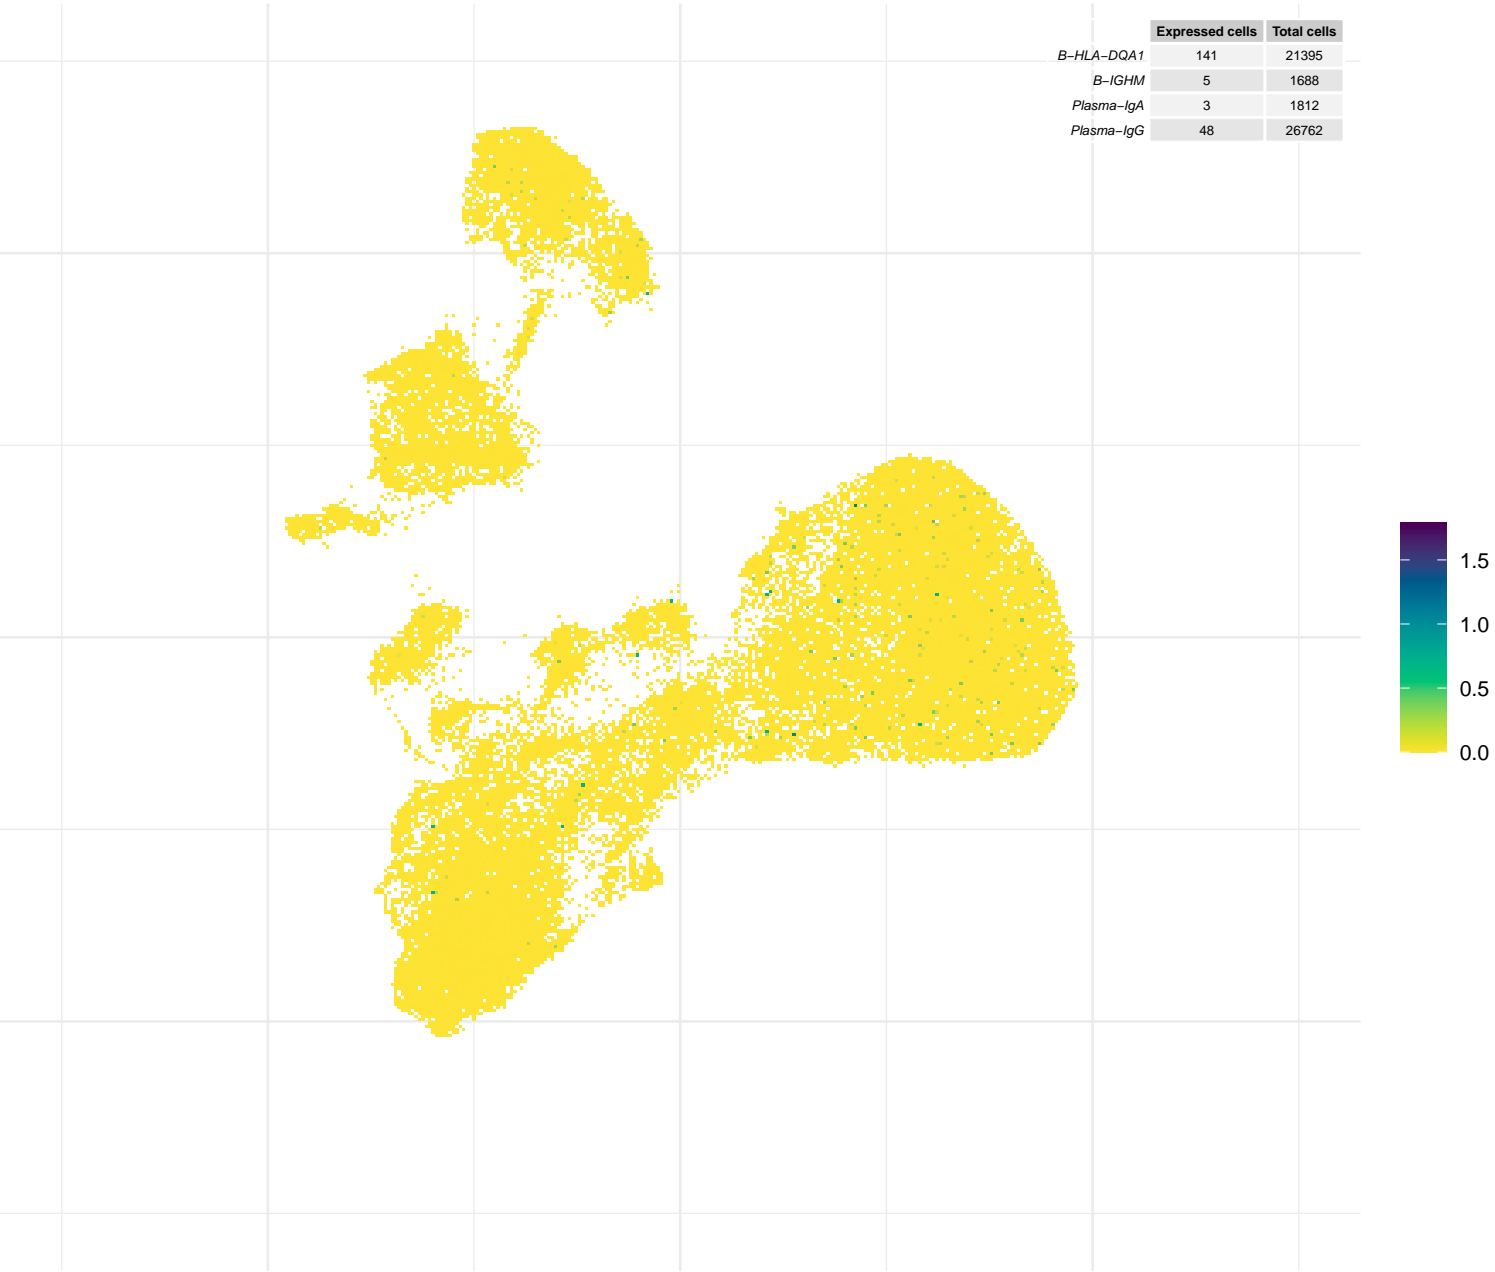 Expressed cells Total cells
B−HLA−DQA1 141 21395
B−IGHM 5 1688
Plasma−IgA 3 1812
Plasma−IgG 48 26762
1.5
1.0
0.5
0.0